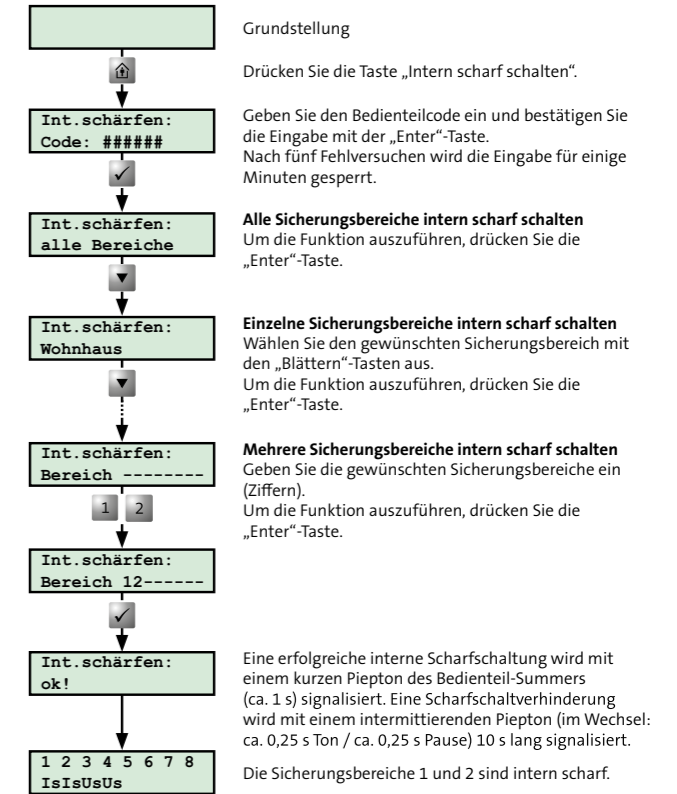 Grundstellung
Drücken Sie die Taste „Intern scharf schalten“.
Int.schärfen:
Code: ######
Geben Sie den Bedienteilcode ein und bestätigen Sie
die Eingabe mit der „Enter“-Taste.
Nach fünf Fehlversuchen wird die Eingabe für einige
Minuten gesperrt.
Int.schärfen:
alle Bereiche
Alle Sicherungsbereiche intern scharf schalten
Um die Funktion auszuführen, drücken Sie die
„Enter“-Taste.
Int.schärfen:
Wohnhaus
Einzelne Sicherungsbereiche intern scharf schalten
Wählen Sie den gewünschten Sicherungsbereich mit
den „Blättern“-Tasten aus.
Um die Funktion auszuführen, drücken Sie die
„Enter“-Taste.
Int.schärfen:
Bereich --------
Mehrere Sicherungsbereiche intern scharf schalten
Geben Sie die gewünschten Sicherungsbereiche ein
(Ziffern).
Um die Funktion auszuführen, drücken Sie die
„Enter“-Taste.
1 2
Int.schärfen:
Bereich 12------
Int.schärfen:
ok!
Eine erfolgreiche interne Scharfschaltung wird mit
einem kurzen Piepton des Bedienteil-Summers
(ca. 1 s) signalisiert. Eine Scharfschaltverhinderung
wird mit einem intermittierenden Piepton (im Wechsel:
ca. 0,25 s Ton / ca. 0,25 s Pause) 10 s lang signalisiert.
1 2 3 4 5 6 7 8
IsIsUsUs
Die Sicherungsbereiche 1 und 2 sind intern scharf.